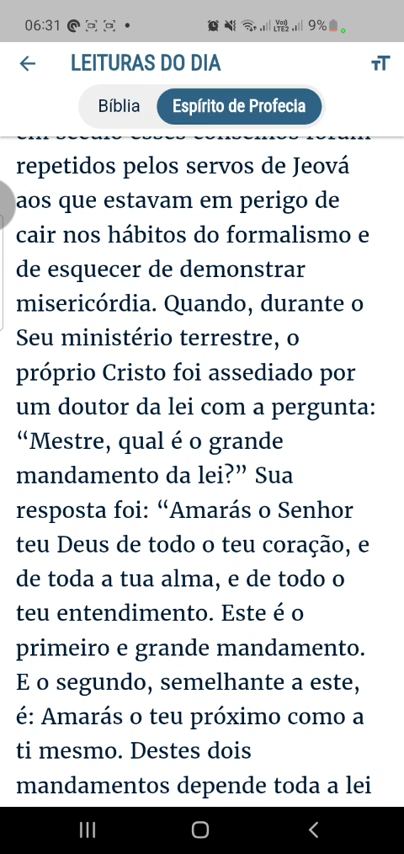 06:31
9%
LEITURAS DO DIA
Bíblia
Espírito de Profecia
repetidos pelos servos de Jeová
aos que estavam em perigo de
cair nos hábitos do formalismo e
de esquecer de demonstrar
misericórdia. Quando, durante o
Seu ministério terrestre, o
próprio Cristo foi assediado por
um doutor da lei com a pergunta:
“Mestre, qual é o grande
mandamento da lei?” Sua
resposta foi: “Amarás o Senhor
teu Deus de todo o teu coração, e
de toda a tua alma, e de todo o
teu entendimento. Este é o
primeiro e grande mandamento.
E o segundo, semelhante a este,
é: Amarás o teu próximo como a
ti mesmo. Destes dois
mandamentos depende toda a lei